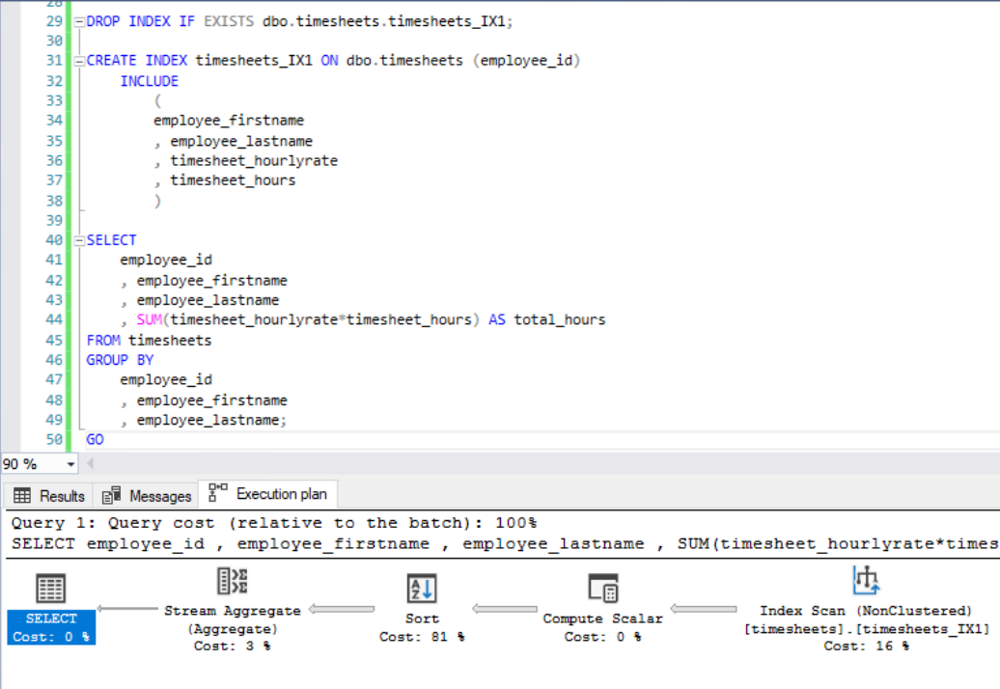 28
29 DROP INDEX IF EXISTS dbo.timesheets.timesheets_IX1;
30
31 CREATE INDEX timesheets_IX1 ON dbo.timesheets (employee_id)
32 INCLUDE
33 (
34 employee_firstname
35 , employee_lastname
36 , timesheet_hourlyrate
37 , timesheet_hours
38 )
39
40 SELECT
41 employee_id
42 , employee_firstname
43 , employee_lastname
44 , SUM(timesheet_hourlyrate*timesheet_hours) AS total_hours
45 FROM timesheets
46 GROUP BY
47 employee_id
48 , employee_firstname
49 , employee_lastname;
50 GO
90 %
Results Messages Execution plan
Query 1: Query cost (relative to the batch): 100%
SELECT employee_id , employee_firstname , employee_lastname , SUM(timesheet_hourlyrate*times
SELECT
Cost: 0 %
Stream Aggregate
(Aggregate)
Cost: 3 %
Sort
Cost: 81 %
Compute Scalar
Cost: 0 %
Index Scan (NonClustered)
[timesheets].[timesheets_IX1]
Cost: 16 %